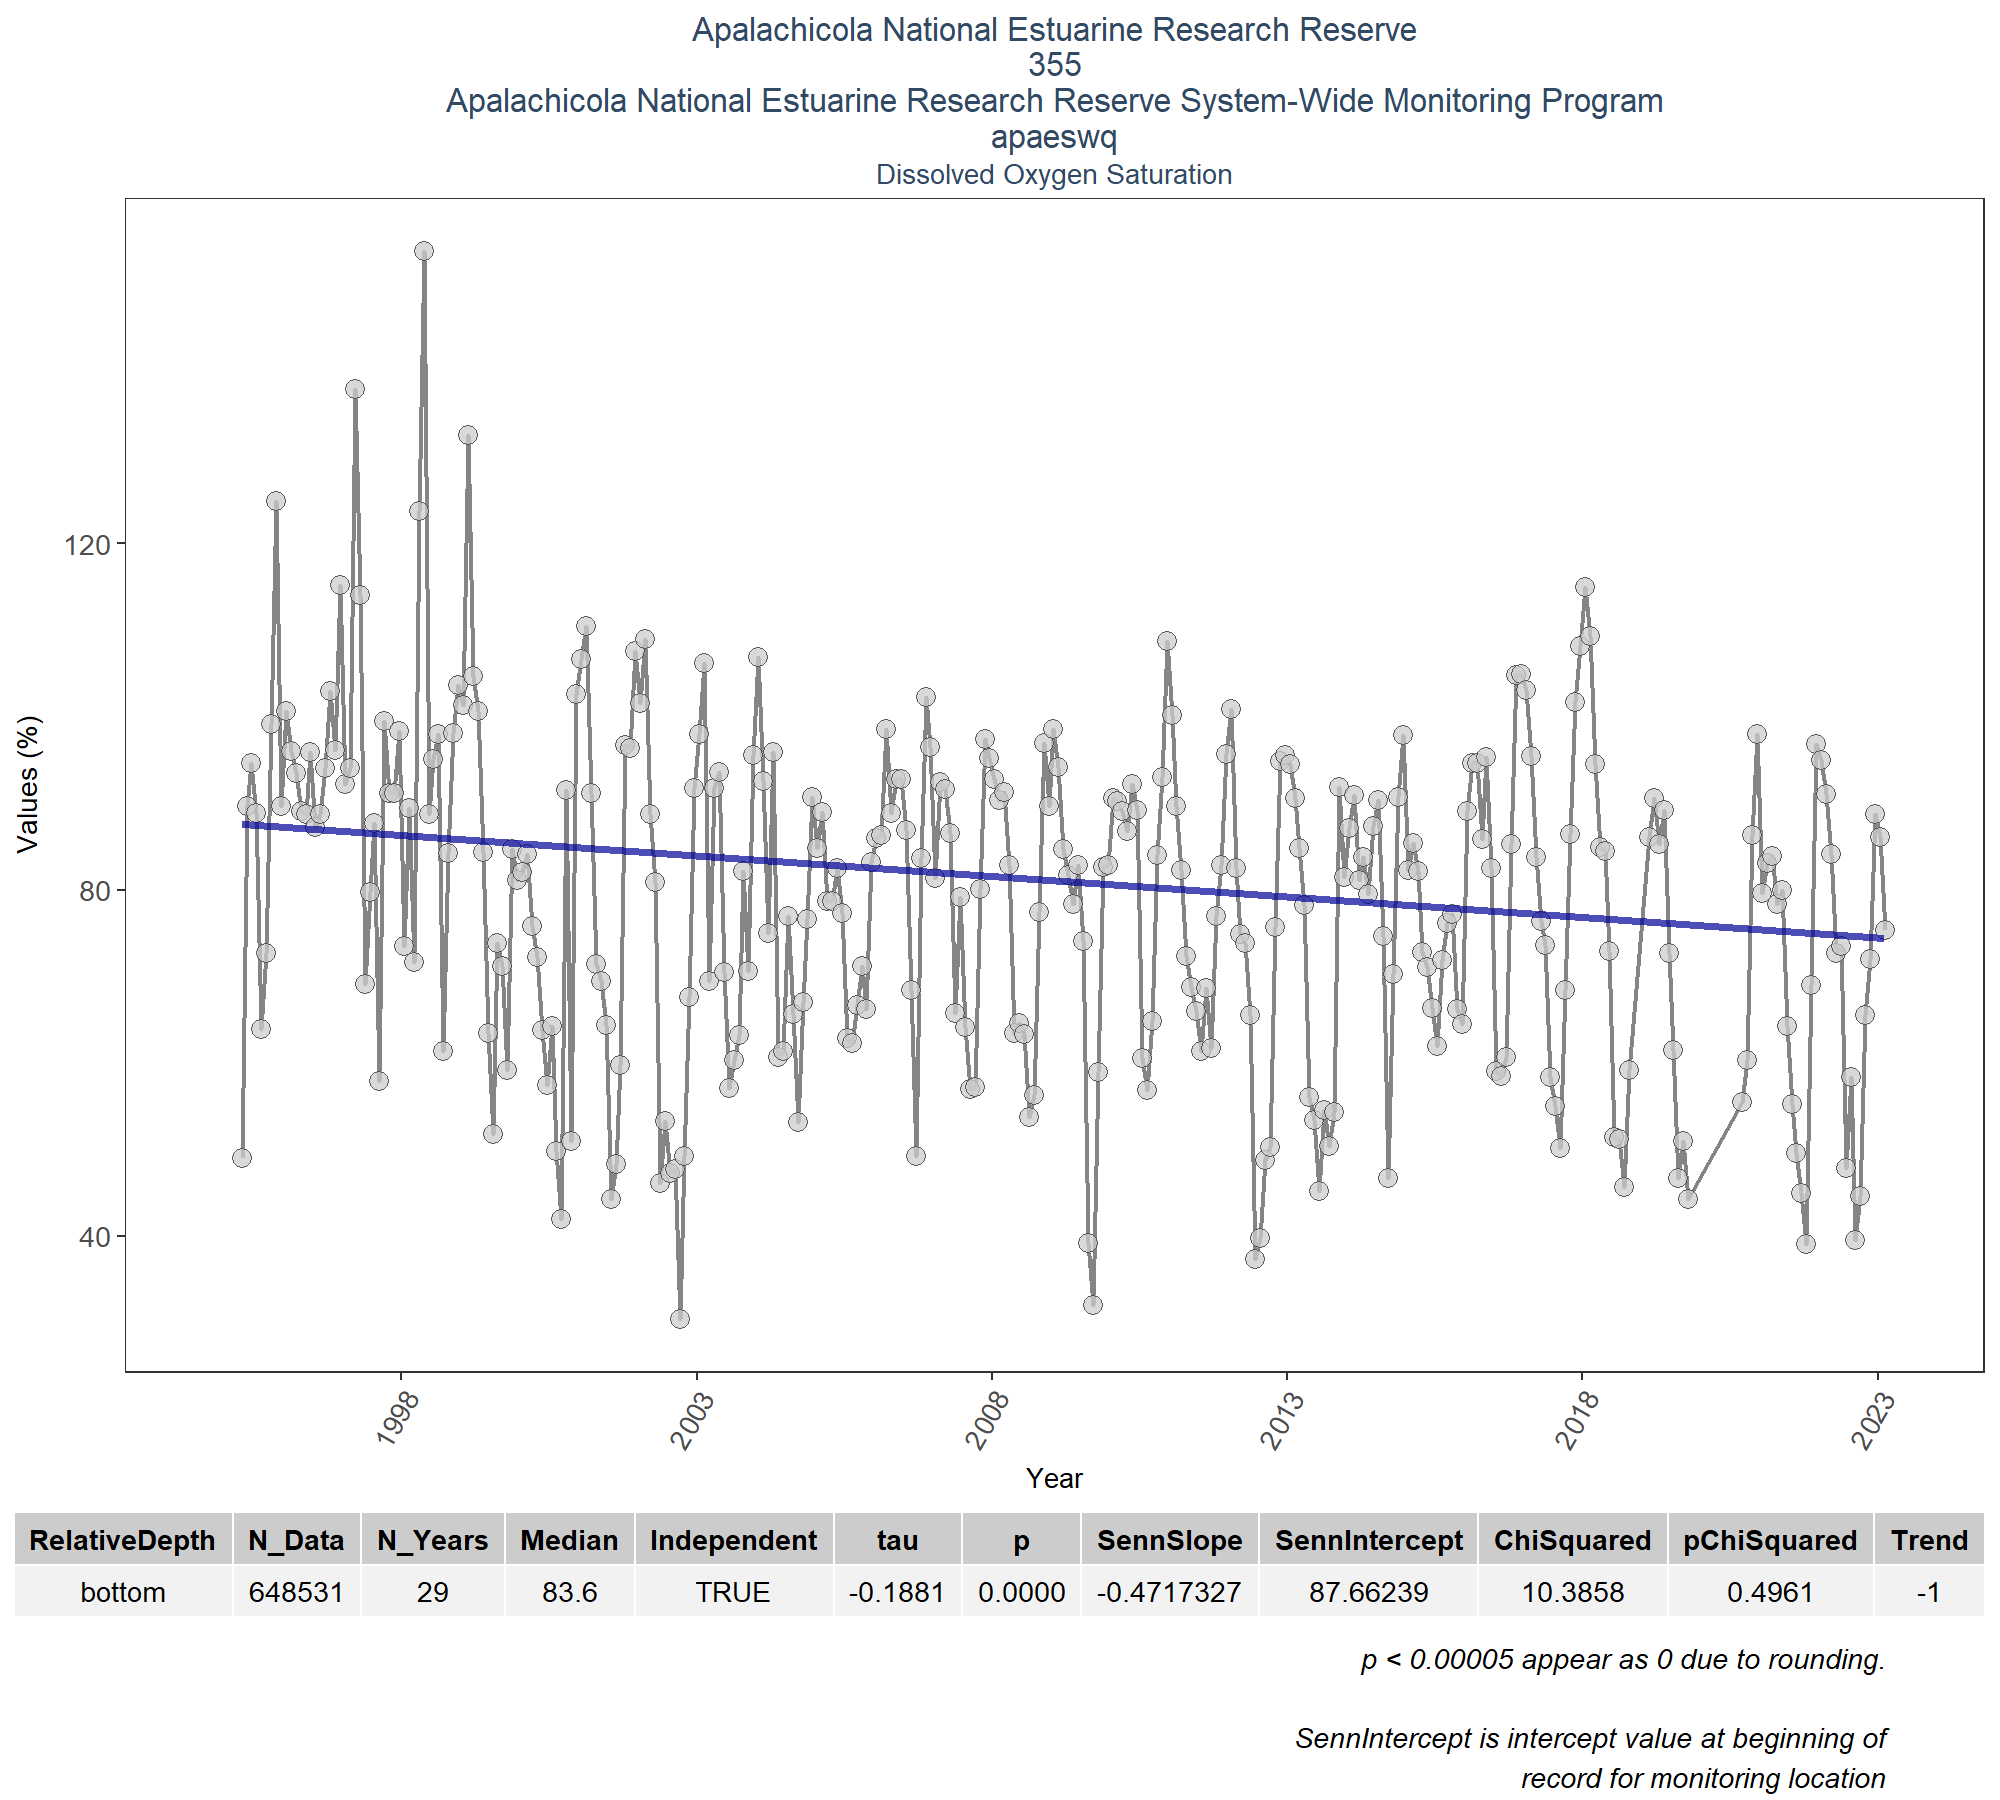 Apalachicola National Estuarine Research Reserve
355
Apalachicola National Estuarine Research Reserve System-Wide Monitoring Program
apaeswq
Dissolved Oxygen Saturation
Values (%)
120
80
40
1998 2003 2008 2013 2018 2023
Year
RelativeDepth N_Data N_Years Median Independent tau p SennSlope SennIntercept ChiSquared pChiSquared Trend
bottom 648531 29 83.6 TRUE -0.1881 0.0000 -0.4717327 87.66239 10.3858 0.4961 -1
p < 0.00005 appear as 0 due to rounding.
SennIntercept is intercept value at beginning of
record for monitoring location